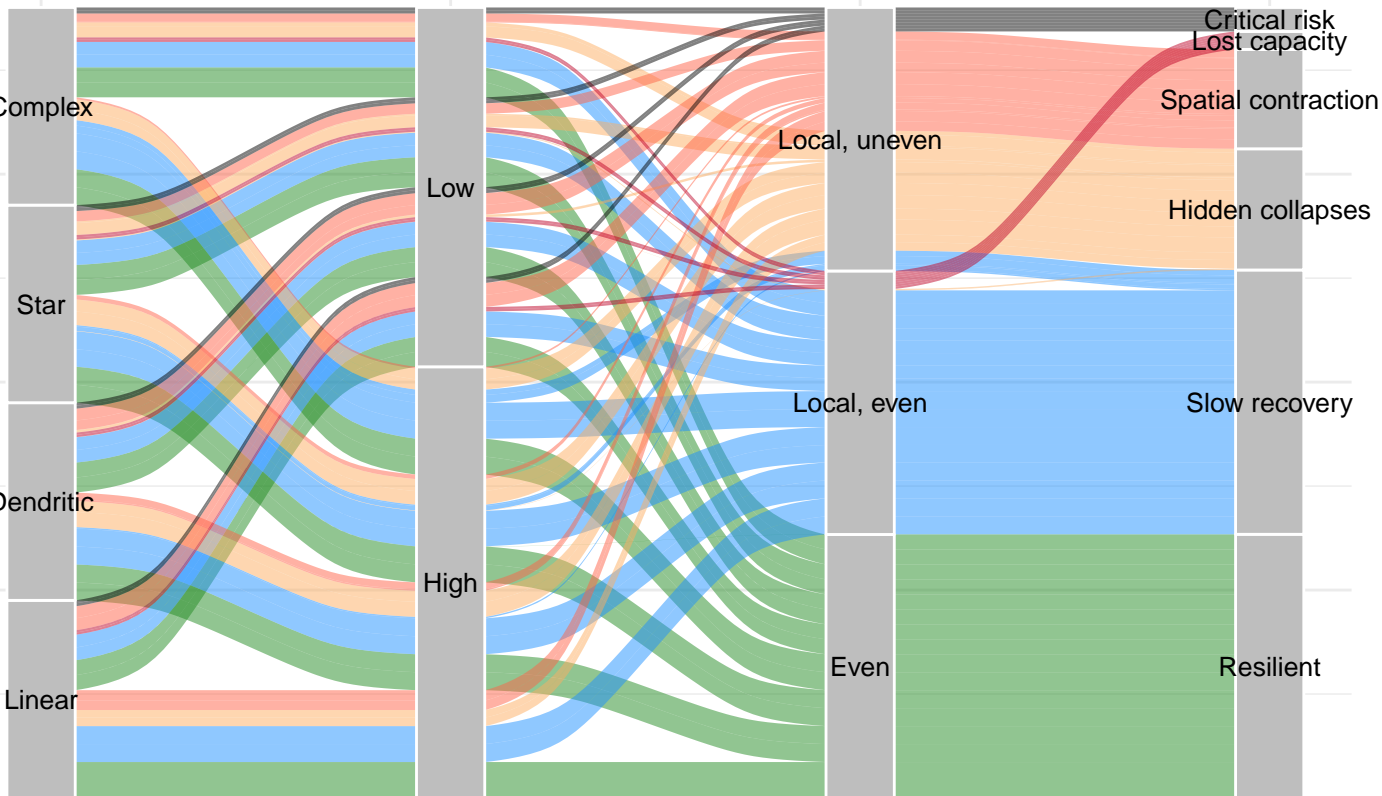 Complex
Star
Dendritic
Linear
Low
High
Local, uneven
Local, even
Even
Critical risk
Lost capacity
Spatial contraction
Hidden collapses
Slow recovery
Resilient